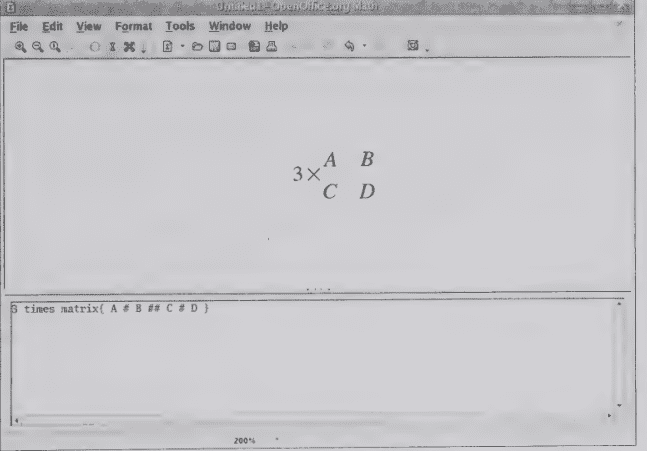 Untitled1 - OpenOffice.org Math
File Edit View Format Tools Window Help
A B
3×
C D
3 times matrix{ A # B ## C # D }
200%